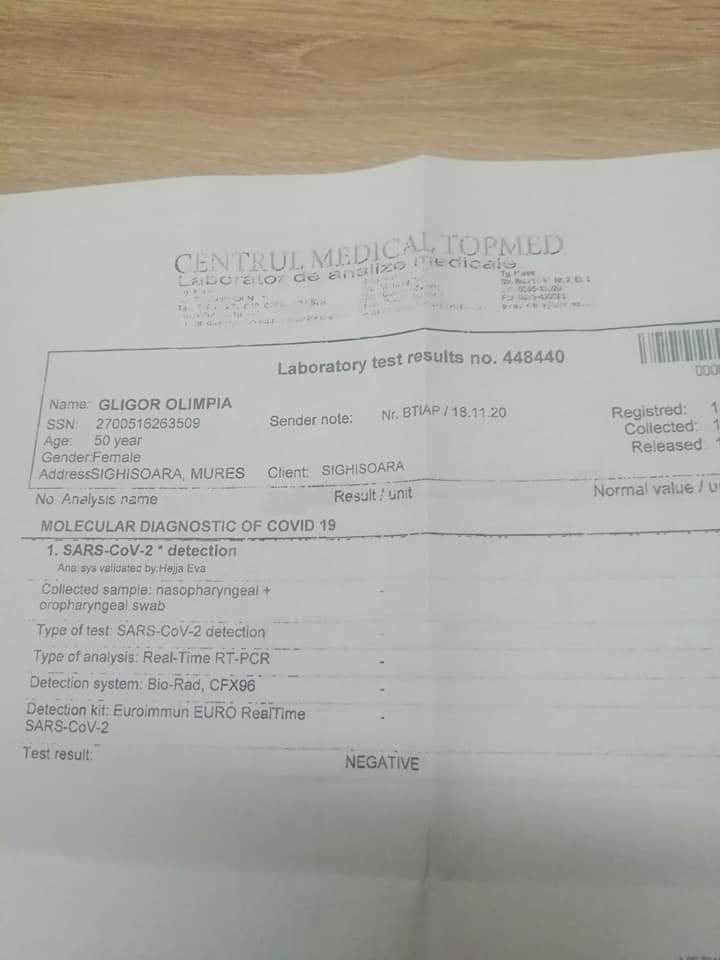 CENTRUL MEDICAL TOPMED
Laborator de analize medicale
Laboratory test results no. 448440
Name: GLIGOR OLIMPIA
SSN: 2700516263509
Sender note: Nr. BTIAP / 18.11.20
Registred: 1
Age: 50 year
Collected: 1
Gender:Female
Released
AddressSIGHISOARA, MURES Client: SIGHISOARA
No Analysis name Result / unit Normal value / u
MOLECULAR DIAGNOSTIC OF COVID 19
1. SARS-CoV-2 * detection
Analsys validated by:Hejja Eva
Collected sample: nasopharyngeal + -
oropharyngeal swab
Type of test: SARS-CoV-2 detection -
Type of analysis: Real-Time RT-PCR -
Detection system: Bio-Rad, CFX96 -
Detection kit: Euroimmun EURO RealTime -
SARS-CoV-2
Test result: NEGATIVE